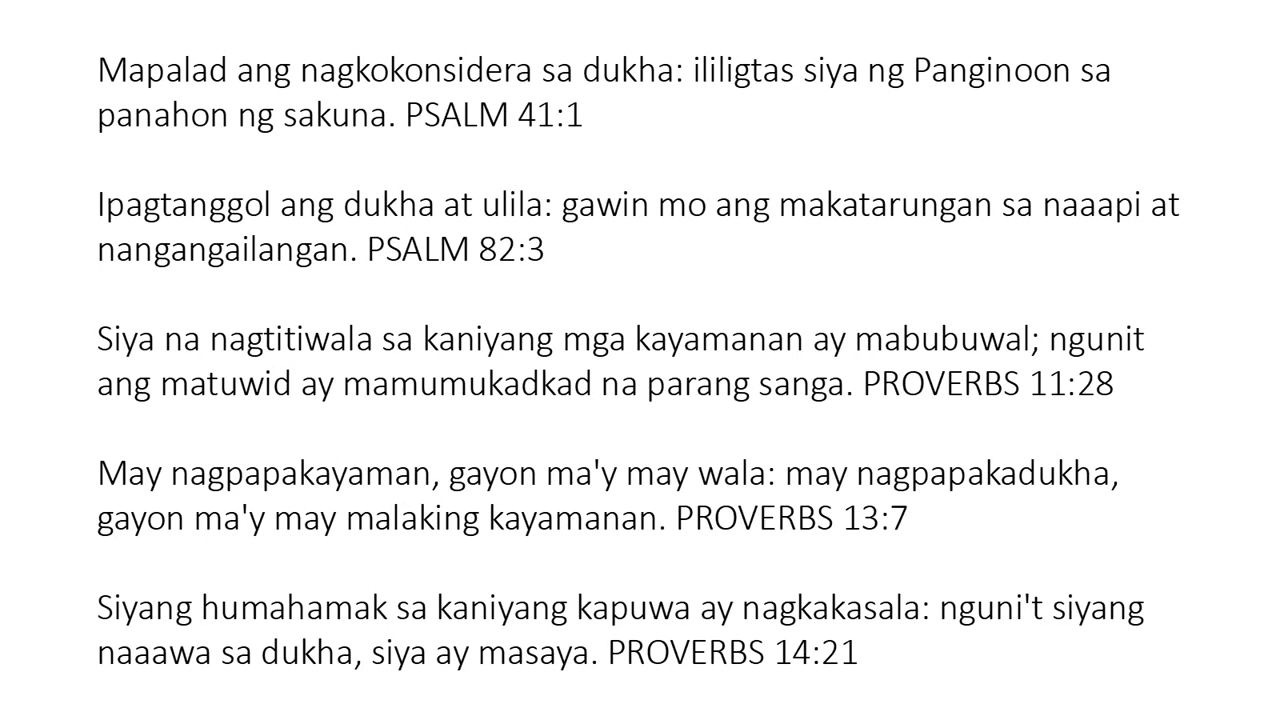 Mapalad ang nagkokonsidera sa dukha: ililigtas siya ng Panginoon sa
panahon ng sakuna. PSALM 41:1
Ipagtanggol ang dukha at ulila: gawin mo ang makatarungan sa naaapi at
nangangailangan. PSALM 82:3
Siya na nagtitiwala sa kaniyang mga kayamanan ay mabubuwal; ngunit
ang matuwid ay mamumukadkad na parang sanga. PROVERBS 11:28
May nagpapakayaman, gayon ma'y may wala: may nagpapakadukha,
gayon ma'y may malaking kayamanan. PROVERBS 13:7
Siyang humahamak sa kaniyang kapuwa ay nagkakasala: nguni't siyang
naaawa sa dukha, siya ay masaya. PROVERBS 14:21